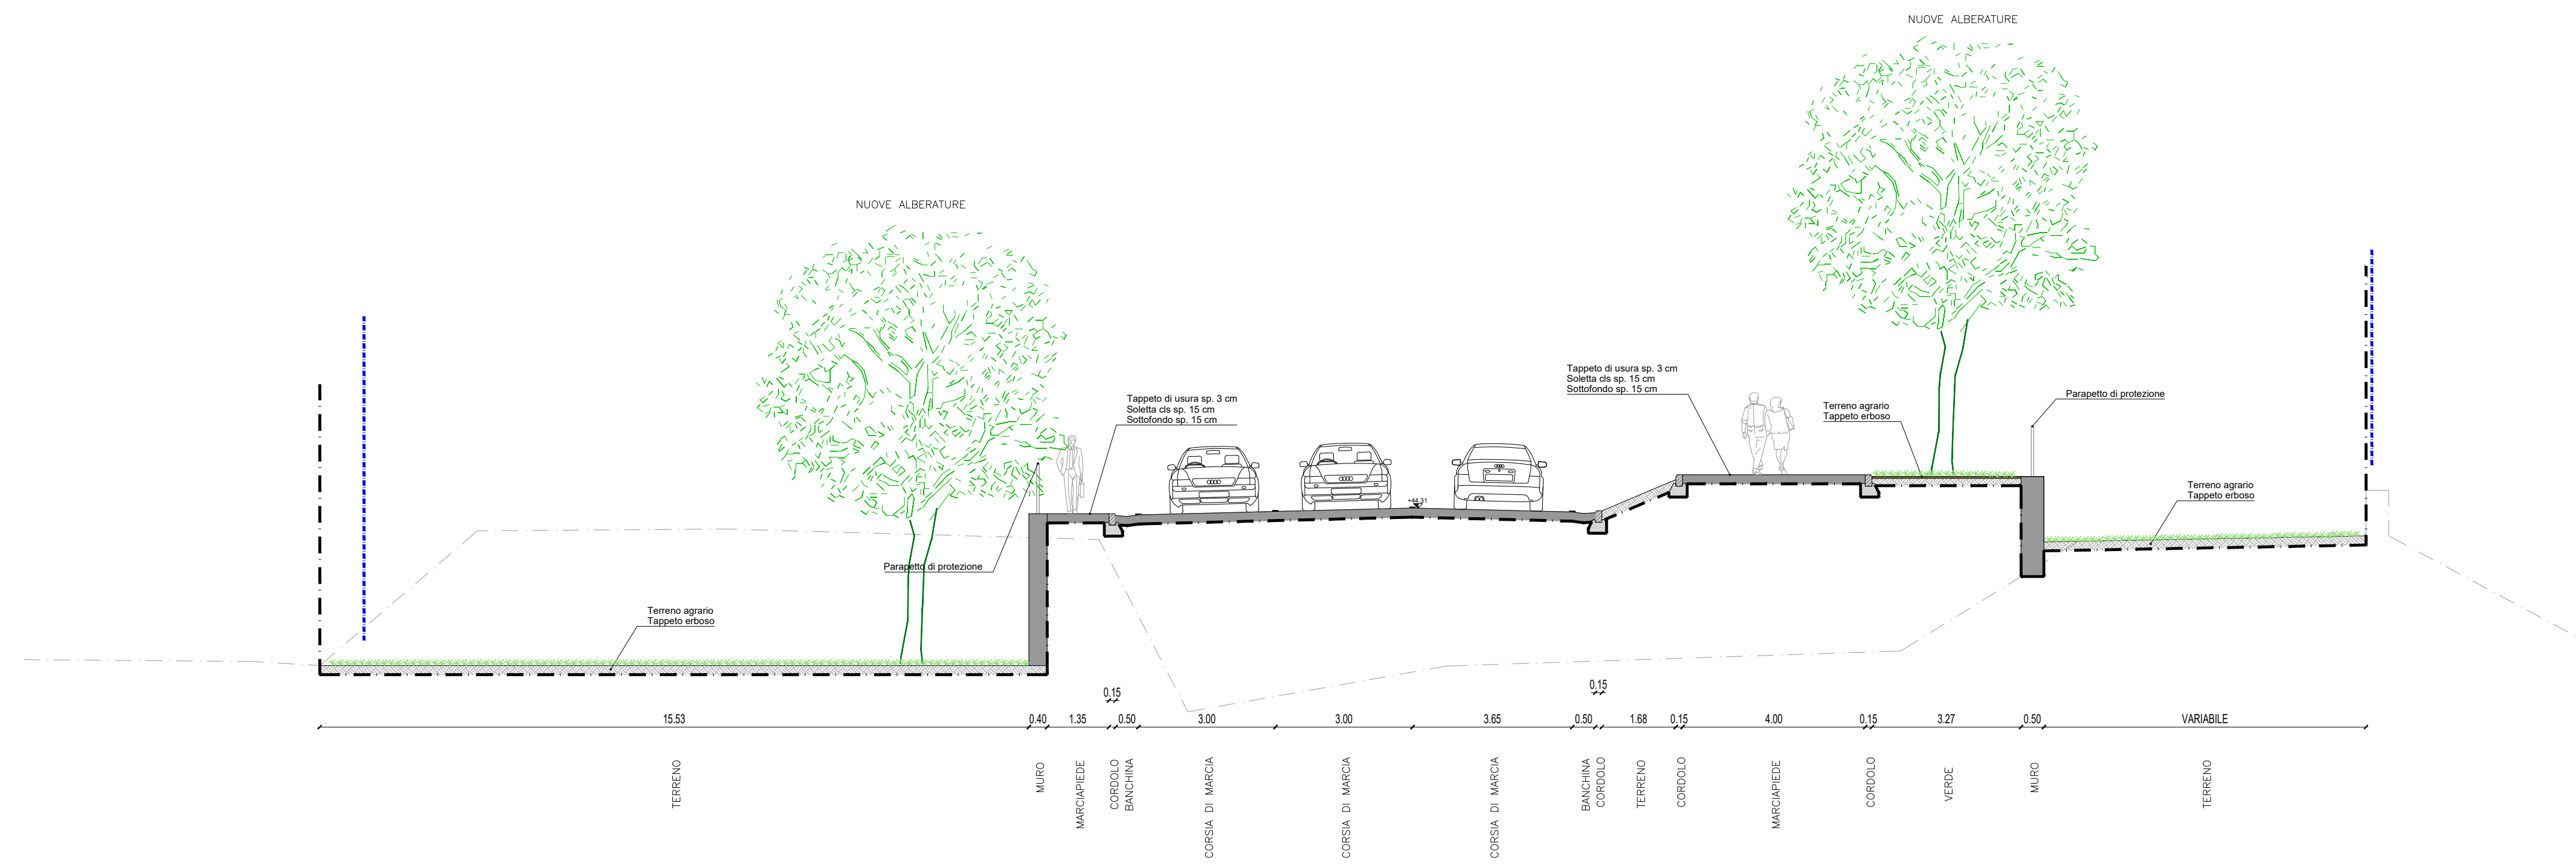 NUOVE ALBERATURE
NUOVE ALBERATURE
Tappeto di usura sp. 3 cm
Soletta cls sp. 15 cm
Sottofondo sp. 15 cm
Tappeto di usura sp. 3 cm
Soletta cls sp. 15 cm
Sottofondo sp. 15 cm
Terreno agrario
Tappeto erboso
Parapetto di protezione
Terreno agrario
Tappeto erboso
+44.31
Parapetto di protezione
Terreno agrario
Tappeto erboso
0.15
0.15
15.53
0.40
1.35
0.50
3.00
3.00
3.65
0.50
1.68
0.15
4.00
0.15
3.27
0.50
VARIABILE
TERRENO
MURO
MARCIAPIEDE
CORDOLO
BANCHINA
CORSIA DI MARCIA
CORSIA DI MARCIA
CORSIA DI MARCIA
BANCHINA
CORDOLO
TERRENO
CORDOLO
MARCIAPIEDE
CORDOLO
VERDE
MURO
TERRENO